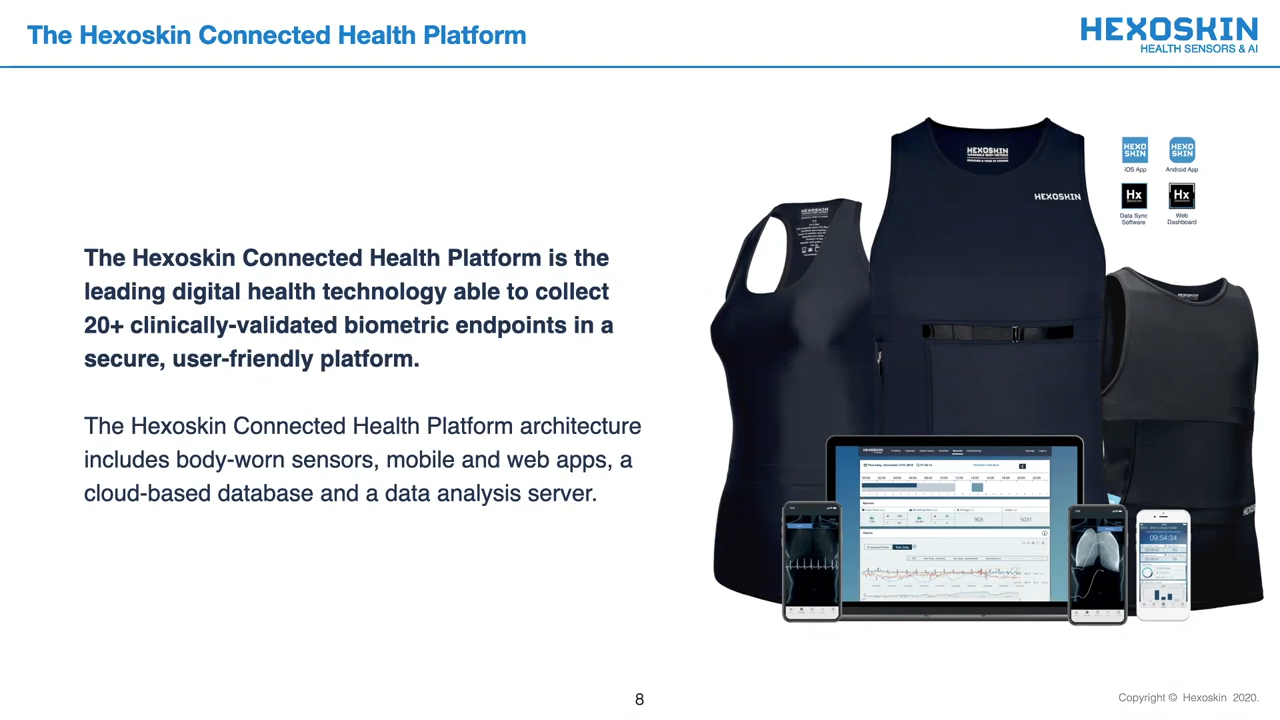 The Hexoskin Connected Health Platform
HEXOSKIN
HEALTH SENSORS & AI
The Hexoskin Connected Health Platform is the
leading digital health technology able to collect
20+ clinically-validated biometric endpoints in a
secure, user-friendly platform.
The Hexoskin Connected Health Platform architecture
includes body-worn sensors, mobile and web apps, a
cloud-based database and a data analysis server.
HEXOSKIN
HEXOSKIN
HEXOSKIN
HEXO
SKIN
iOS App
HEXO
SKIN
Android App
Hx
Data Sync
Software
Hx
Web
Dashboard
903
5031
09:54:34
8
Copyright © Hexoskin 2020.